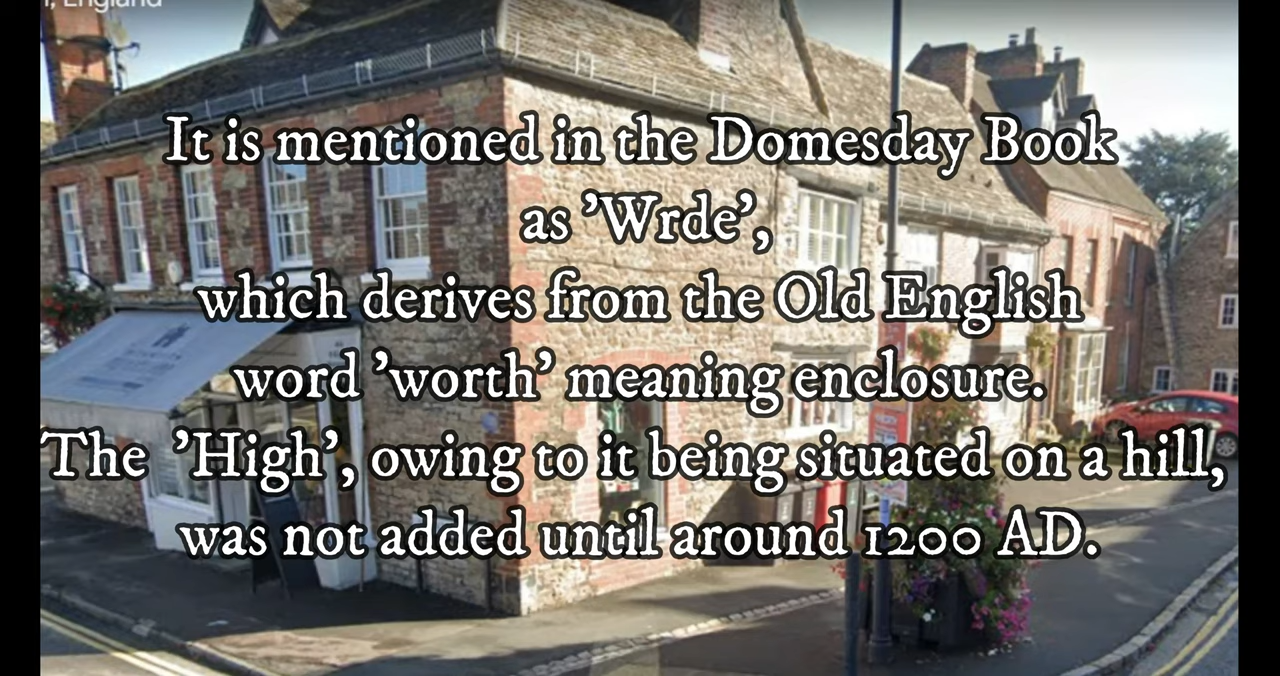 , England
It is mentioned in the Domesday Book
as 'Wrde',
which derives from the Old English
word 'worth' meaning enclosure.
The 'High', owing to it being situated on a hill,
was not added until around 1200 AD.